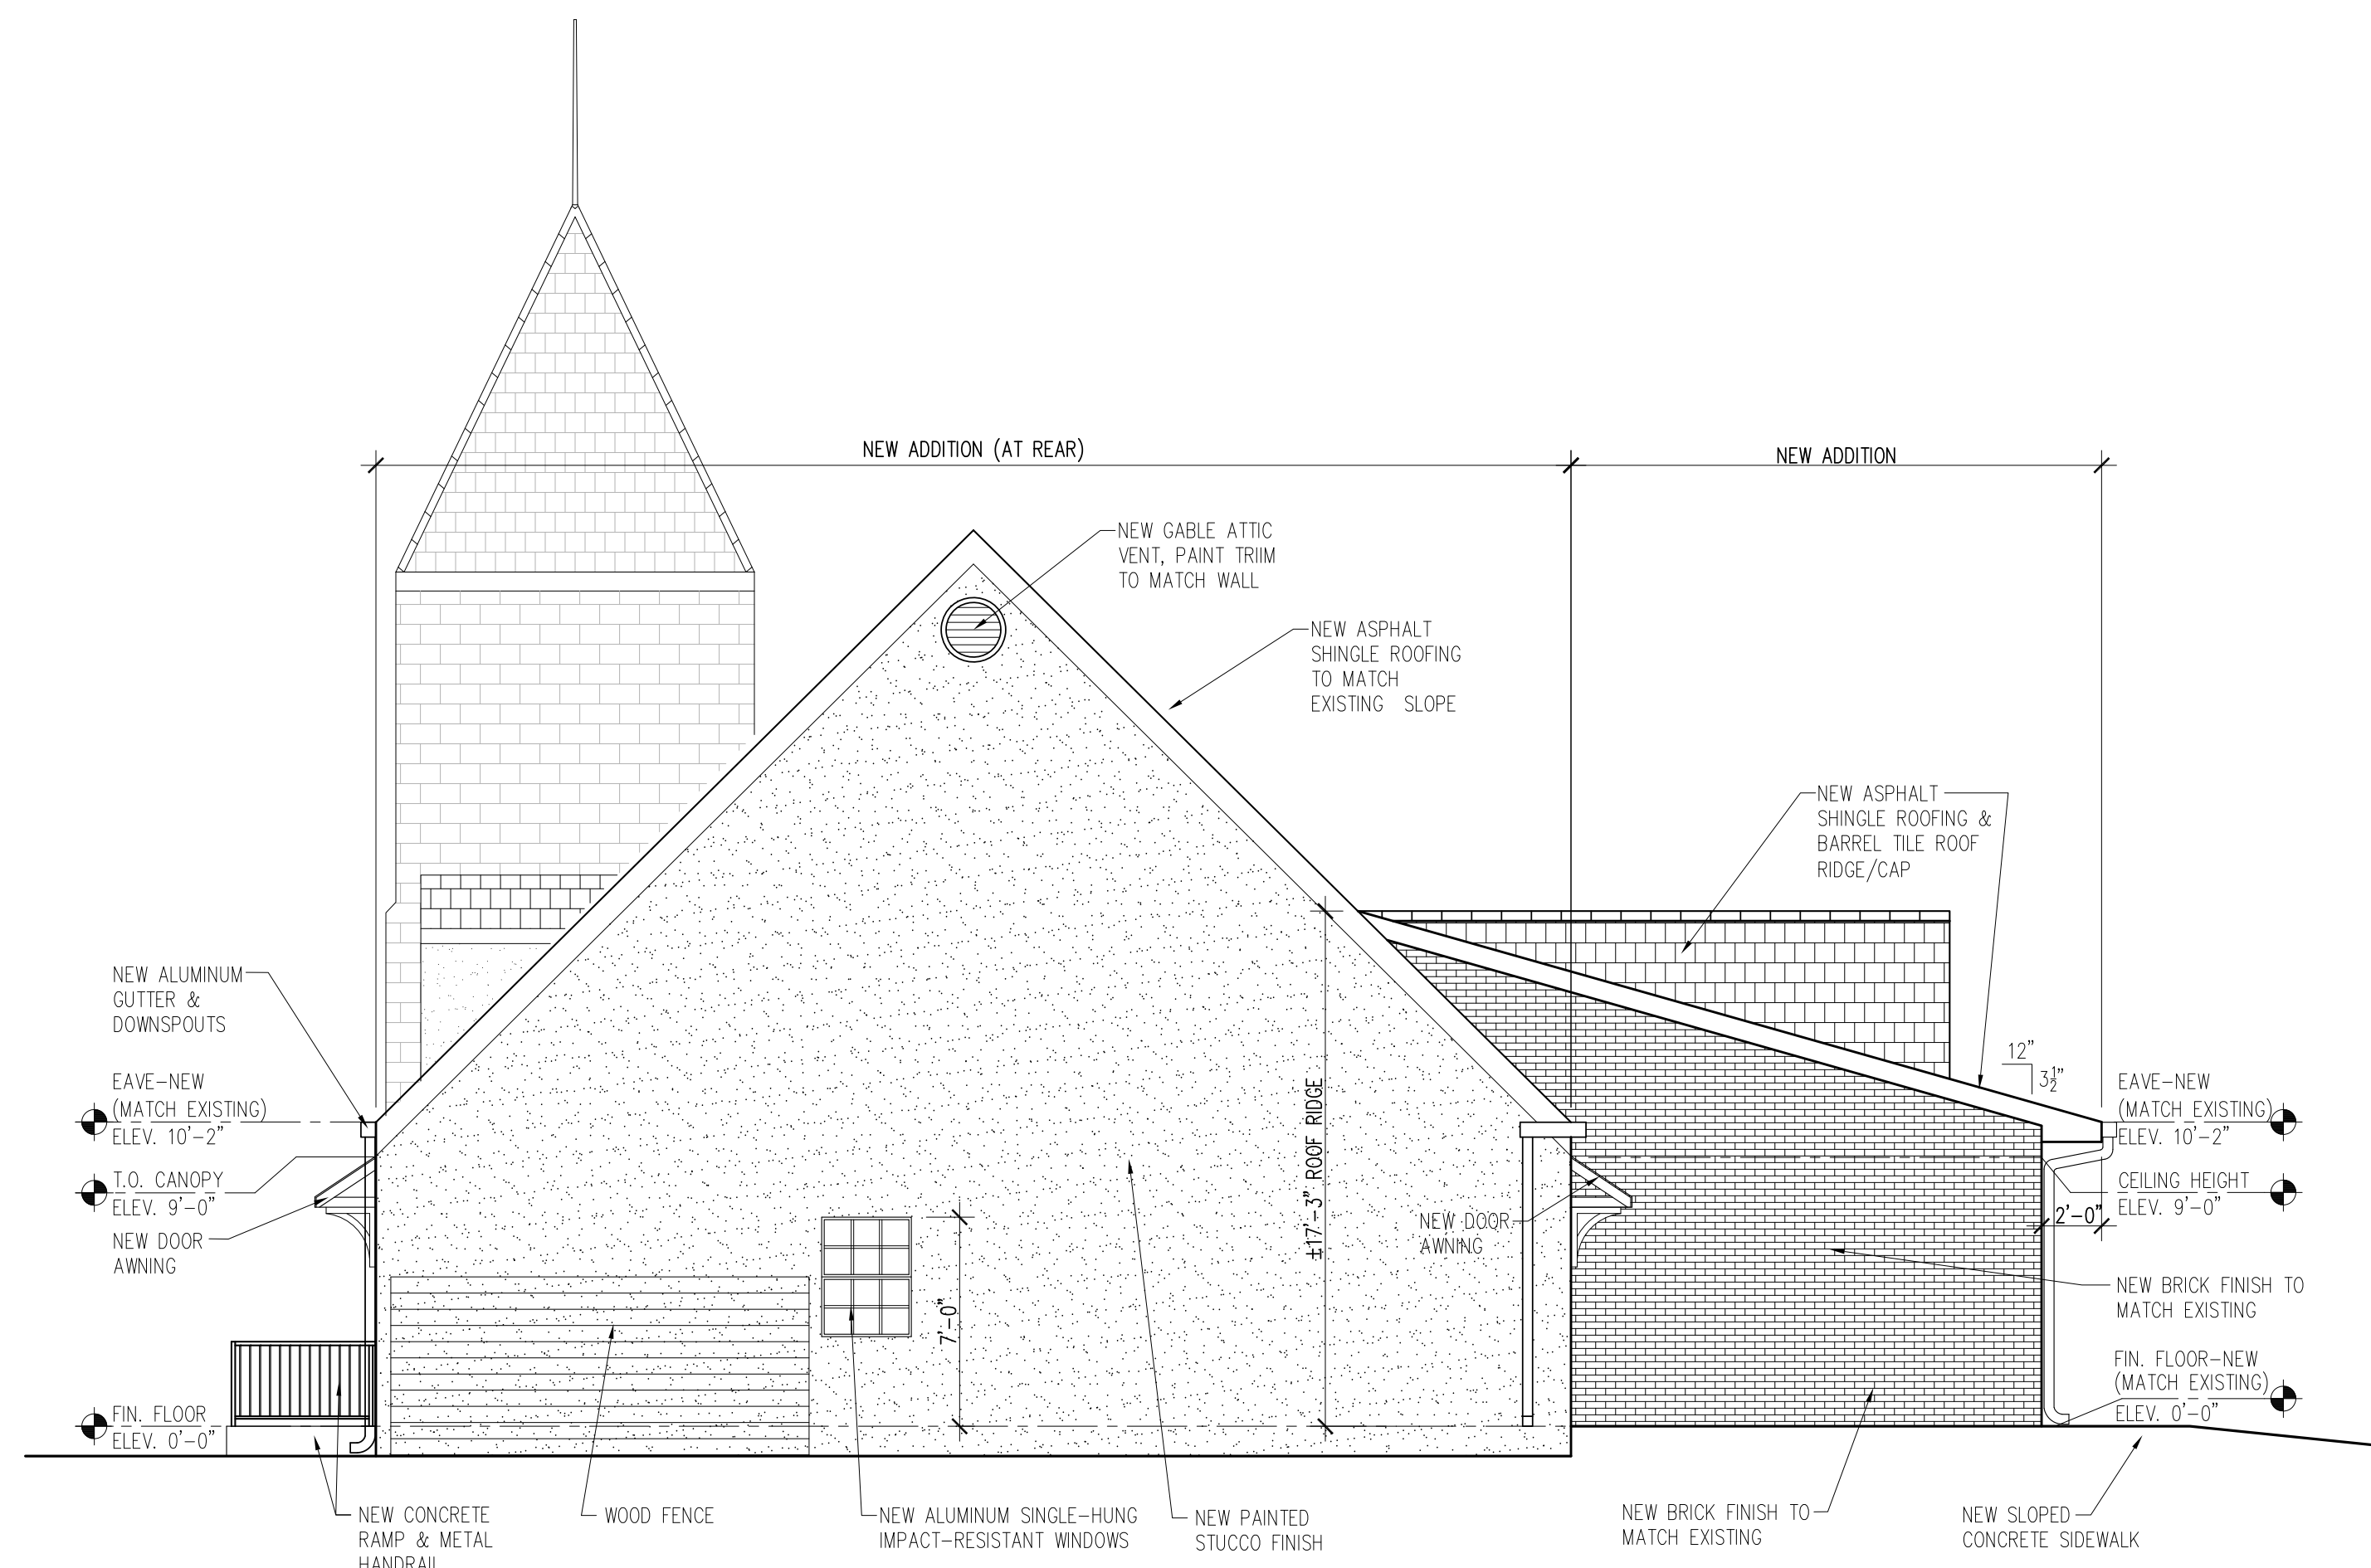 NEW ADDITION (AT REAR)
NEW ADDITION
NEW GABLE ATTIC
VENT, PAINT TRIIM
TO MATCH WALL
NEW ASPHALT
SHINGLE ROOFING
TO MATCH
EXISTING SLOPE
NEW ASPHALT
SHINGLE ROOFING &
BARREL TILE ROOF
RIDGE/CAP
NEW ALUMINUM
GUTTER &
DOWNSPOUTS
EAVE-NEW
(MATCH EXISTING)
ELEV. 10'-2"
T.O. CANOPY
ELEV. 9'-0"
NEW DOOR
AWNING
FIN. FLOOR
ELEV. 0'-0"
7'-0"
±17'-3" ROOF RIDGE
NEW DOOR
AWNING
12"
3½"
EAVE-NEW
(MATCH EXISTING)
ELEV. 10'-2"
CEILING HEIGHT
ELEV. 9'-0"
2'-0"
NEW BRICK FINISH TO
MATCH EXISTING
FIN. FLOOR-NEW
(MATCH EXISTING)
ELEV. 0'-0"
NEW CONCRETE
RAMP & METAL
HANDRAIL
WOOD FENCE
NEW ALUMINUM SINGLE-HUNG
IMPACT-RESISTANT WINDOWS
NEW PAINTED
STUCCO FINISH
NEW BRICK FINISH TO
MATCH EXISTING
NEW SLOPED
CONCRETE SIDEWALK